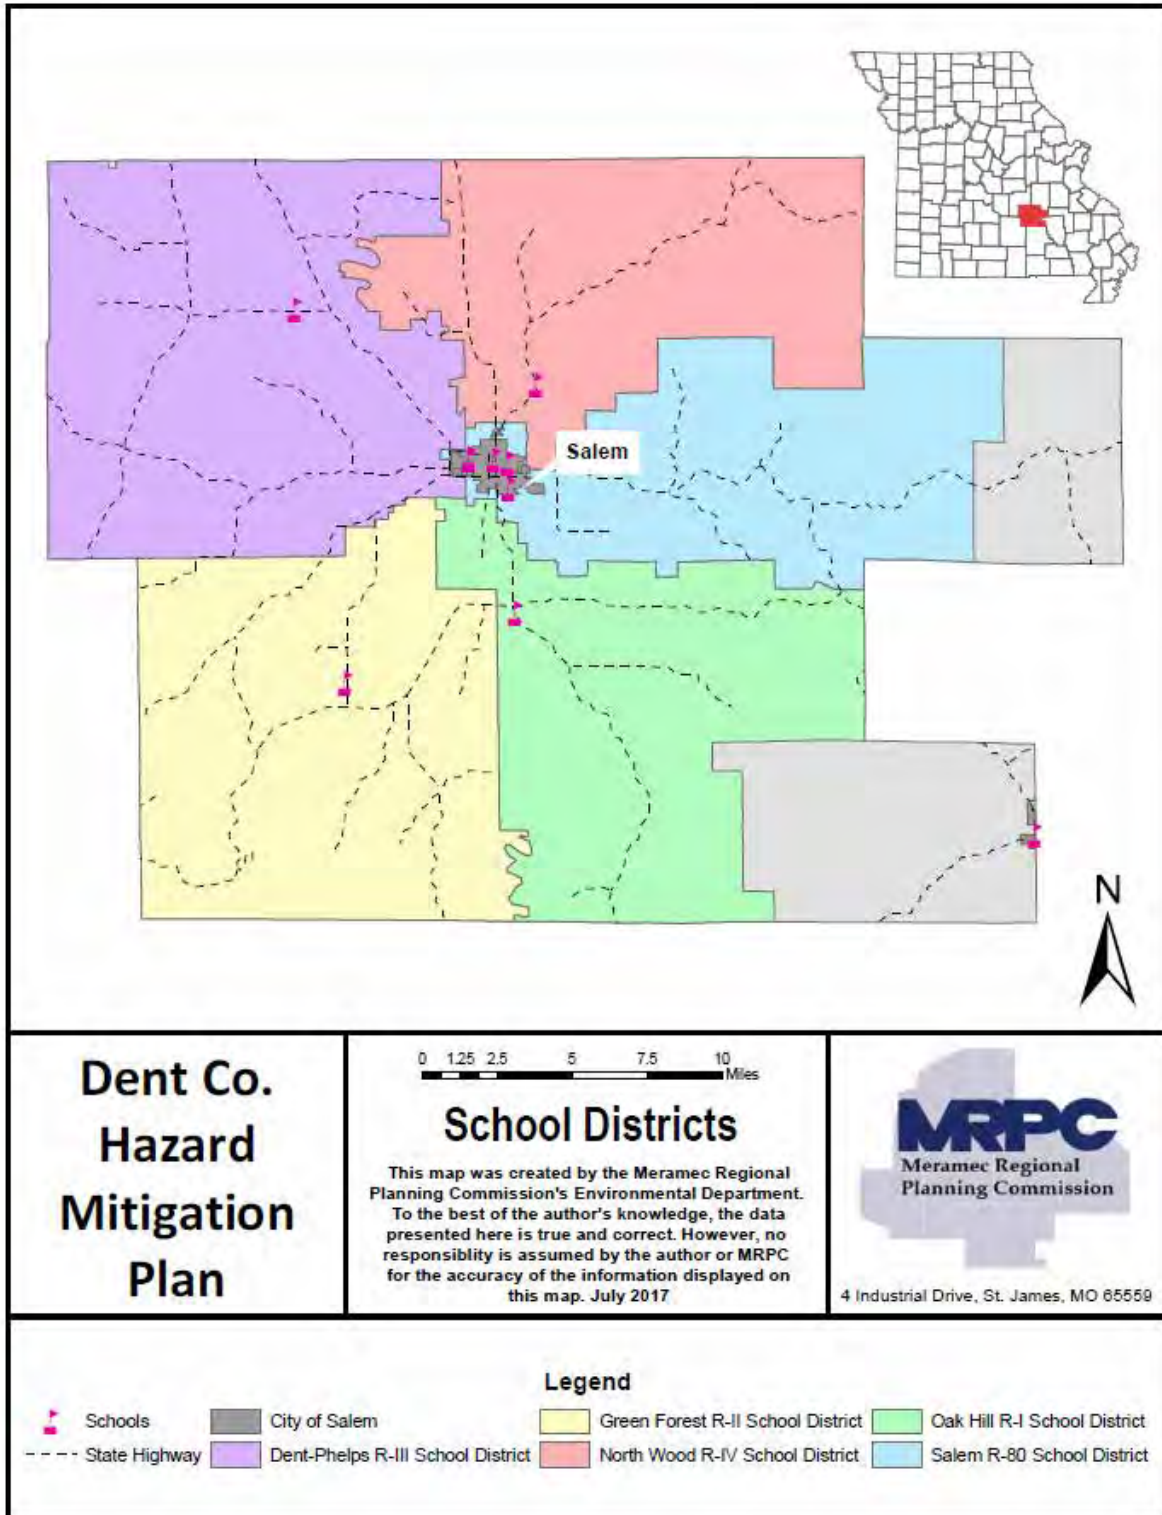 Salem
N
Dent Co.
Hazard
Mitigation
Plan
0 1.25 2.5 5 7.5 10
Miles
School Districts
This map was created by the Meramec Regional
Planning Commission's Environmental Department.
To the best of the author's knowledge, the data
presented here is true and correct. However, no
responsiblity is assumed by the author or MRPC
for the accuracy of the information displayed on
this map. July 2017
MRPC
Meramec Regional
Planning Commission
4 Industrial Drive, St. James, MO 65559
Legend
Schools
City of Salem
Green Forest R-II School District
Oak Hill R-I School District
State Highway
Dent-Phelps R-III School District
North Wood R-IV School District
Salem R-80 School District